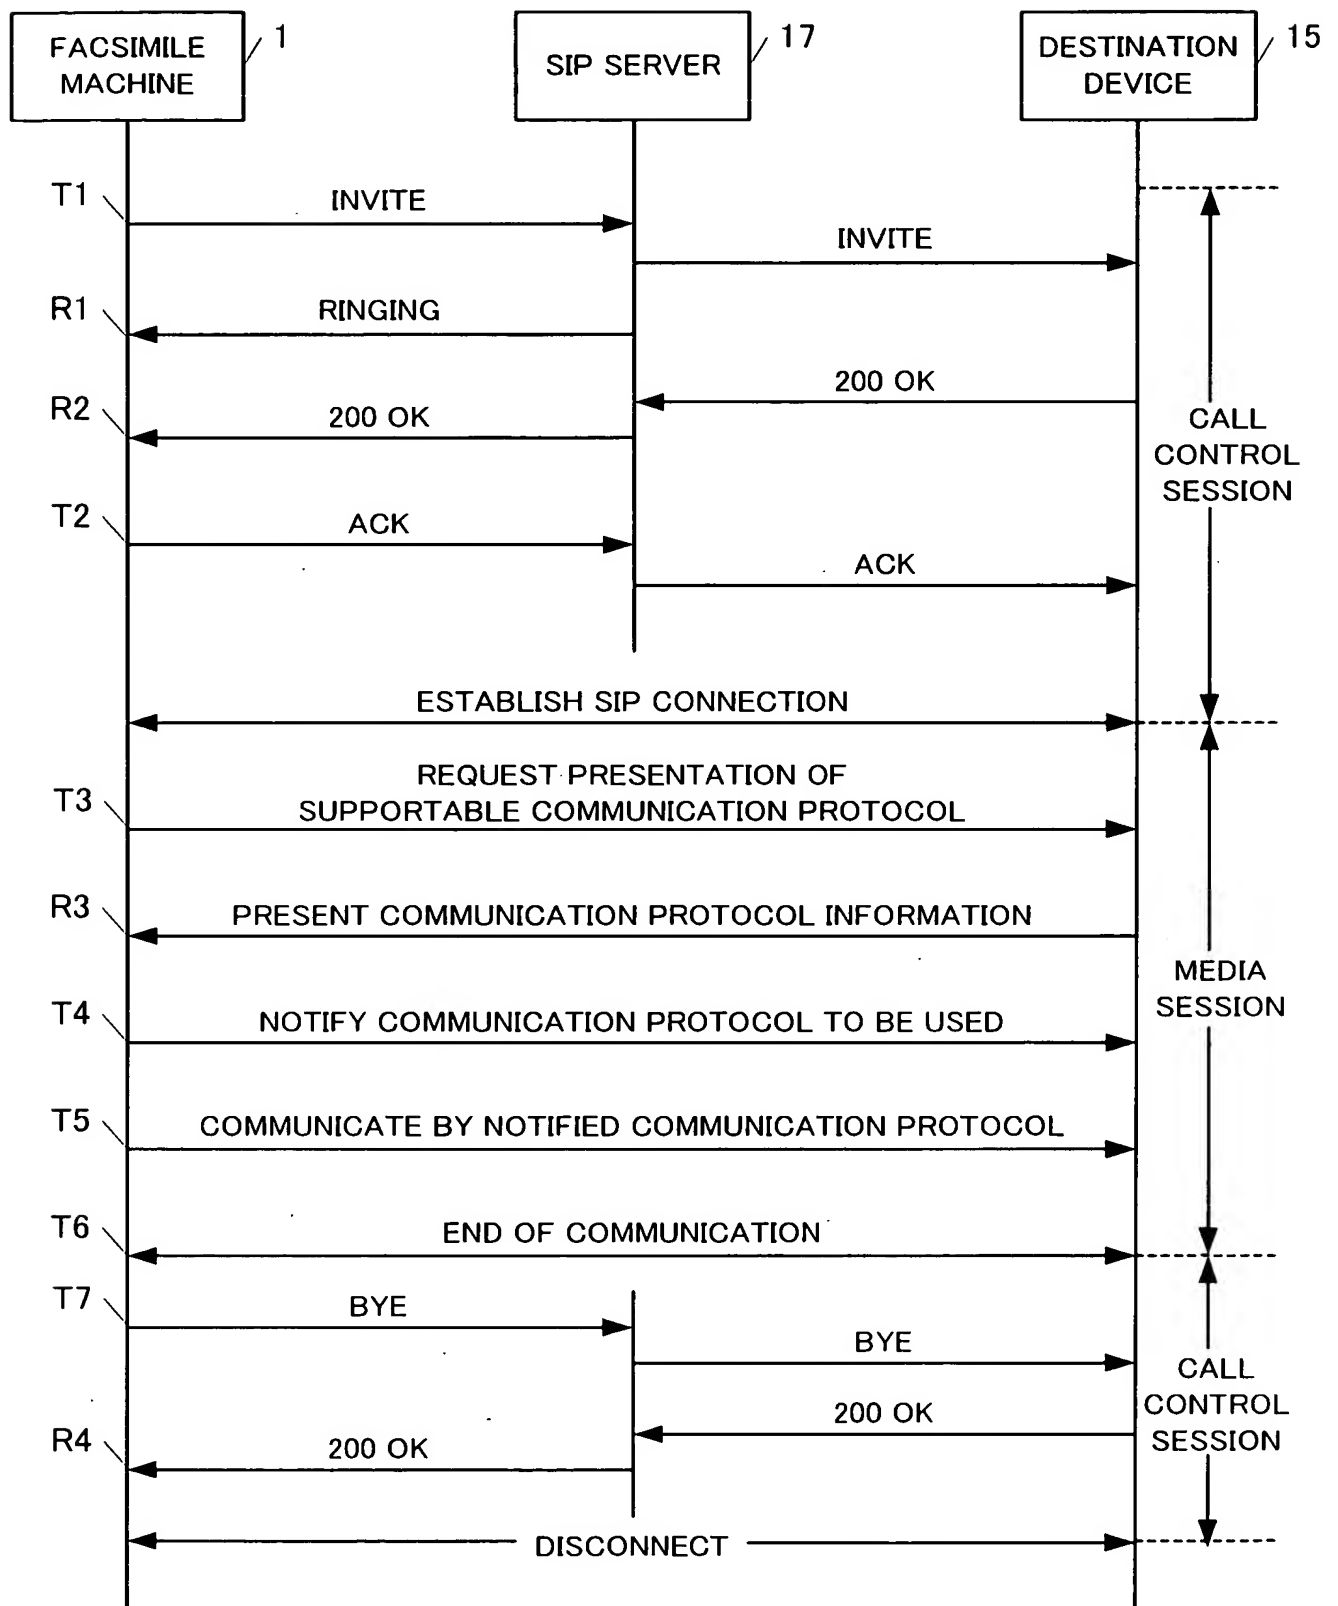 FACSIMILE
MACHINE
1
SIP SERVER
17
DESTINATION
DEVICE
15
T1
INVITE
INVITE
R1
RINGING
200 OK
R2
200 OK
CALL
CONTROL
SESSION
T2
ACK
ACK
ESTABLISH SIP CONNECTION
T3
REQUEST PRESENTATION OF
SUPPORTABLE COMMUNICATION PROTOCOL
R3
PRESENT COMMUNICATION PROTOCOL INFORMATION
MEDIA
SESSION
T4
NOTIFY COMMUNICATION PROTOCOL TO BE USED
T5
COMMUNICATE BY NOTIFIED COMMUNICATION PROTOCOL
T6
END OF COMMUNICATION
T7
BYE
BYE
CALL
CONTROL
SESSION
200 OK
R4
200 OK
DISCONNECT